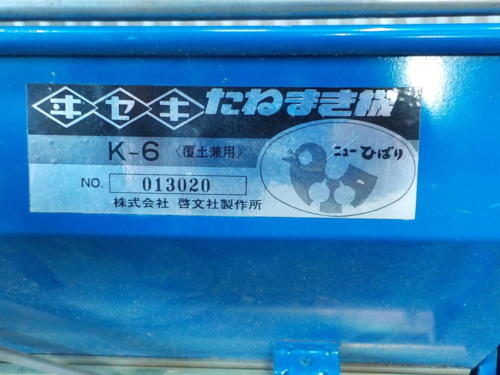 ヰセキ たねまき機
K-6 《覆土兼用》
ニューひばり
NO. 013020
株式会社 啓文社製作所